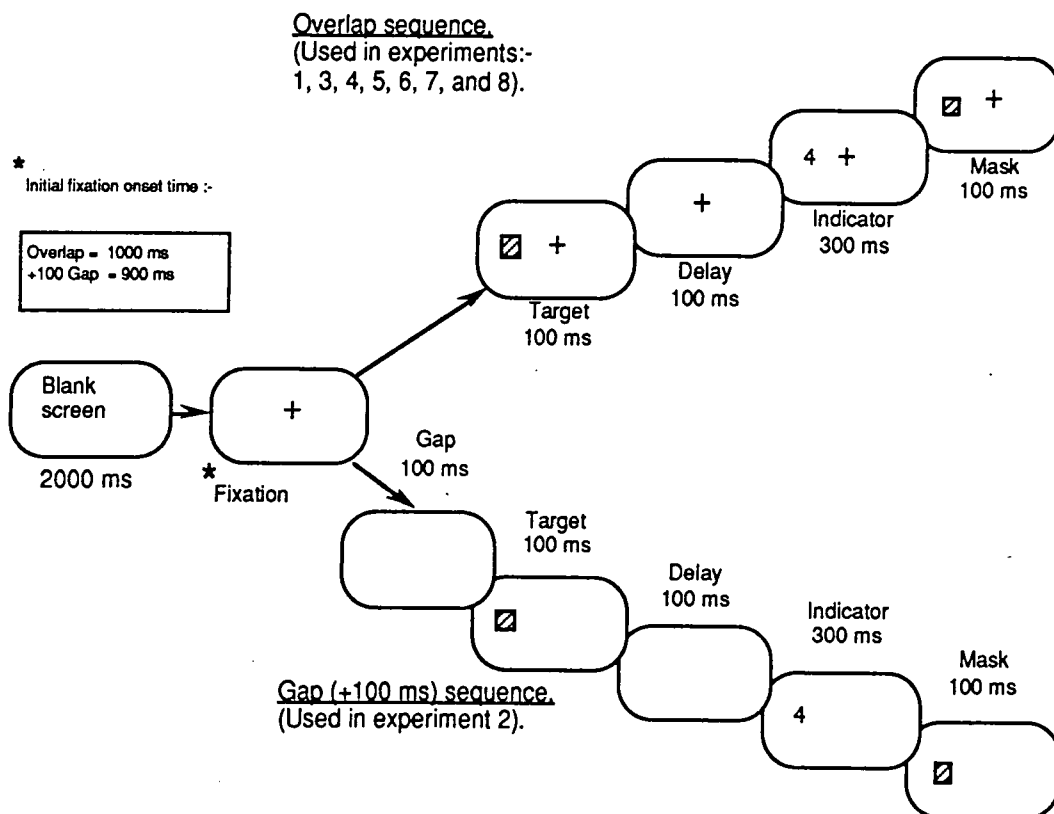 Overlap sequence.
(Used in experiments:-
1, 3, 4, 5, 6, 7, and 8).
*
Initial fixation onset time :-
Overlap = 1000 ms
+100 Gap = 900 ms
Blank
screen
2000 ms
+
*
Fixation
+
Target
100 ms
+
Delay
100 ms
4 +
Indicator
300 ms
+
Mask
100 ms
Gap
100 ms
Target
100 ms
Delay
100 ms
Indicator
300 ms
4
Mask
100 ms
Gap (+100 ms) sequence.
(Used in experiment 2).